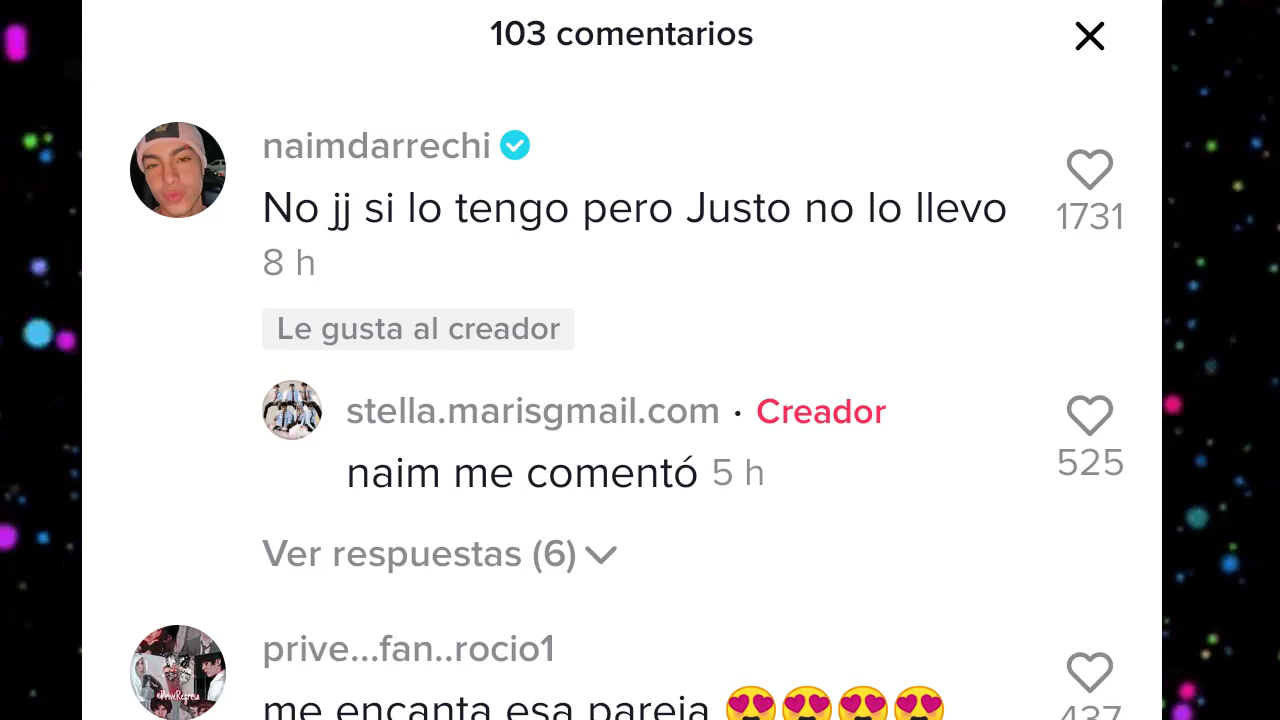 103 comentarios
naimdarrechi
No jj si lo tengo pero Justo no lo llevo
1731
8 h
Le gusta al creador
stella.marisgmail.com · Creador
naim me comentó 5 h
525
Ver respuestas (6)
prive...fan..rocio1
me encanta esa pareja 😍😍😍😍
437